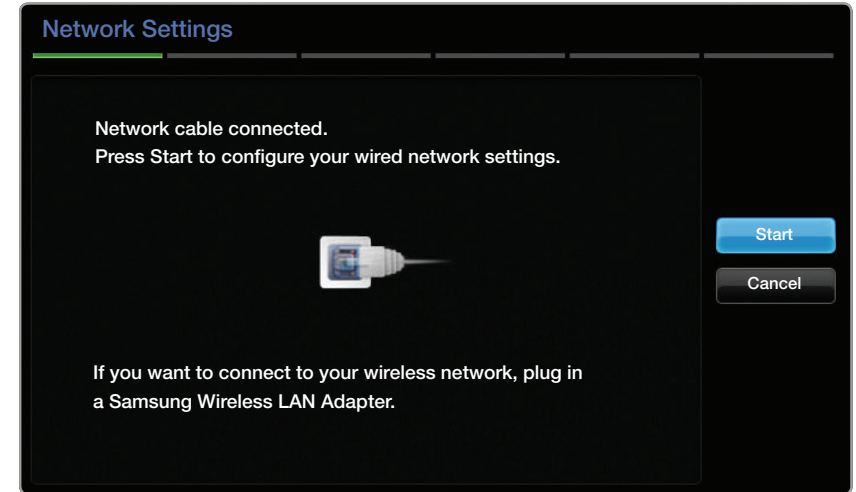 Network Settings
Network cable connected.
Press Start to configure your wired network settings.
Start
Cancel
If you want to connect to your wireless network, plug in
a Samsung Wireless LAN Adapter.